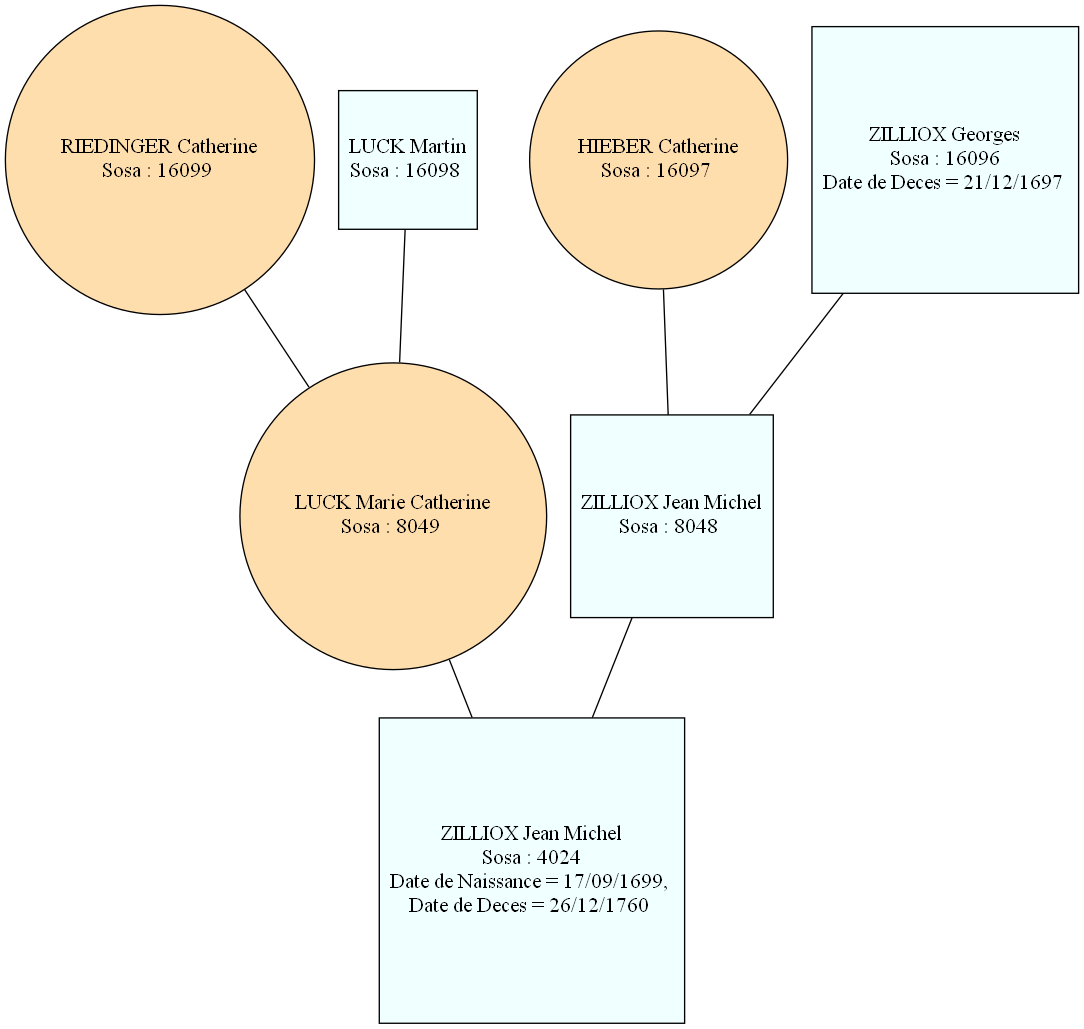 RIEDINGER Catherine
Sosa : 16099
LUCK Martin
Sosa : 16098
HIEBER Catherine
Sosa : 16097
ZILLIOX Georges
Sosa : 16096
Date de Deces = 21/12/1697
LUCK Marie Catherine
Sosa : 8049
ZILLIOX Jean Michel
Sosa : 8048
ZILLIOX Jean Michel
Sosa : 4024
Date de Naissance = 17/09/1699,
Date de Deces = 26/12/1760